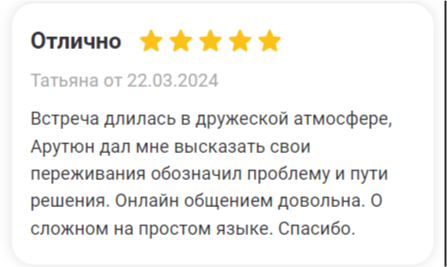 Отлично
Татьяна от 22.03.2024
Встреча длилась в дружеской атмосфере,
Арутюн дал мне высказать свои
переживания обозначил проблему и пути
решения. Онлайн общением довольна. О
сложном на простом языке. Спасибо.